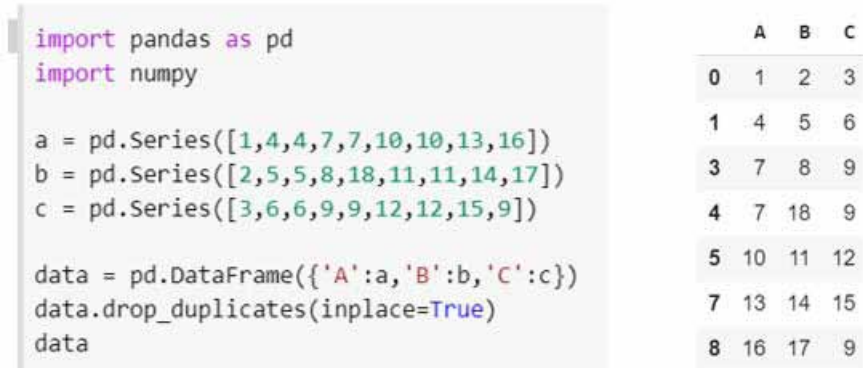 import pandas as pd
import numpy
a = pd.Series([1,4,4,7,7,10,10,13,16])
b = pd.Series([2,5,5,8,18,11,11,14,17])
c = pd.Series([3,6,6,9,9,12,12,15,9])
data = pd.DataFrame({'A':a,'B':b,'C':c})
data.drop_duplicates(inplace=True)
data
A B C
0 1 2 3
1 4 5 6
3 7 8 9
4 7 18 9
5 10 11 12
7 13 14 15
8 16 17 9